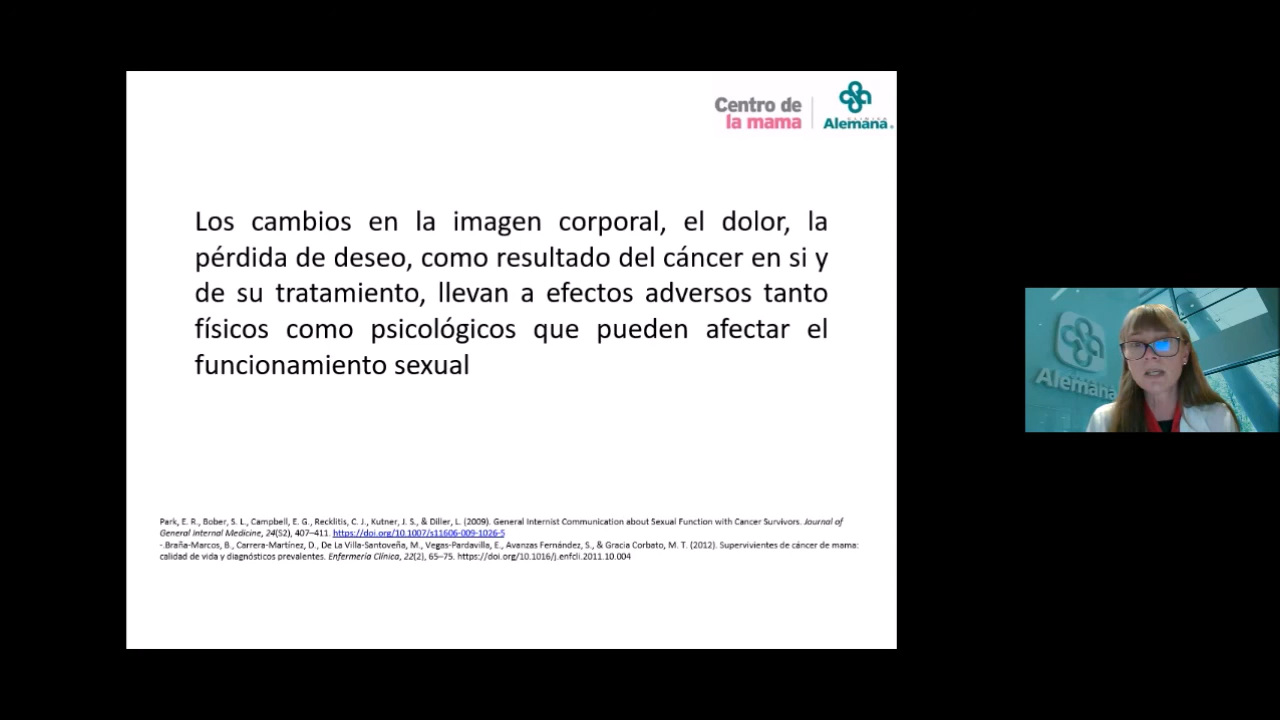 Centro de
la mama
CLINICA
Alemana®
Los cambios en la imagen corporal, el dolor, la
pérdida de deseo, como resultado del cáncer en si y
de su tratamiento, llevan a efectos adversos tanto
físicos como psicológicos que pueden afectar el
funcionamiento sexual
Park, E. R., Bober, S. L., Campbell, E. G., Recklitis, C. J., Kutner, J. S., & Diller, L. (2009). General Internist Communication about Sexual Function with Cancer Survivors. Journal of
General Internal Medicine, 24(S2), 407–411. https://doi.org/10.1007/s11606-009-1026-5
-.Braña-Marcos, B., Carrera-Martínez, D., De La Villa-Santoveña, M., Vegas-Pardavilla, E., Avanzas Fernández, S., & Gracia Corbato, M. T. (2012). Supervivientes de cáncer de mama:
calidad de vida y diagnósticos prevalentes. Enfermería Clínica, 22(2), 65–75. https://doi.org/10.1016/j.enfcli.2011.10.004
Alemana